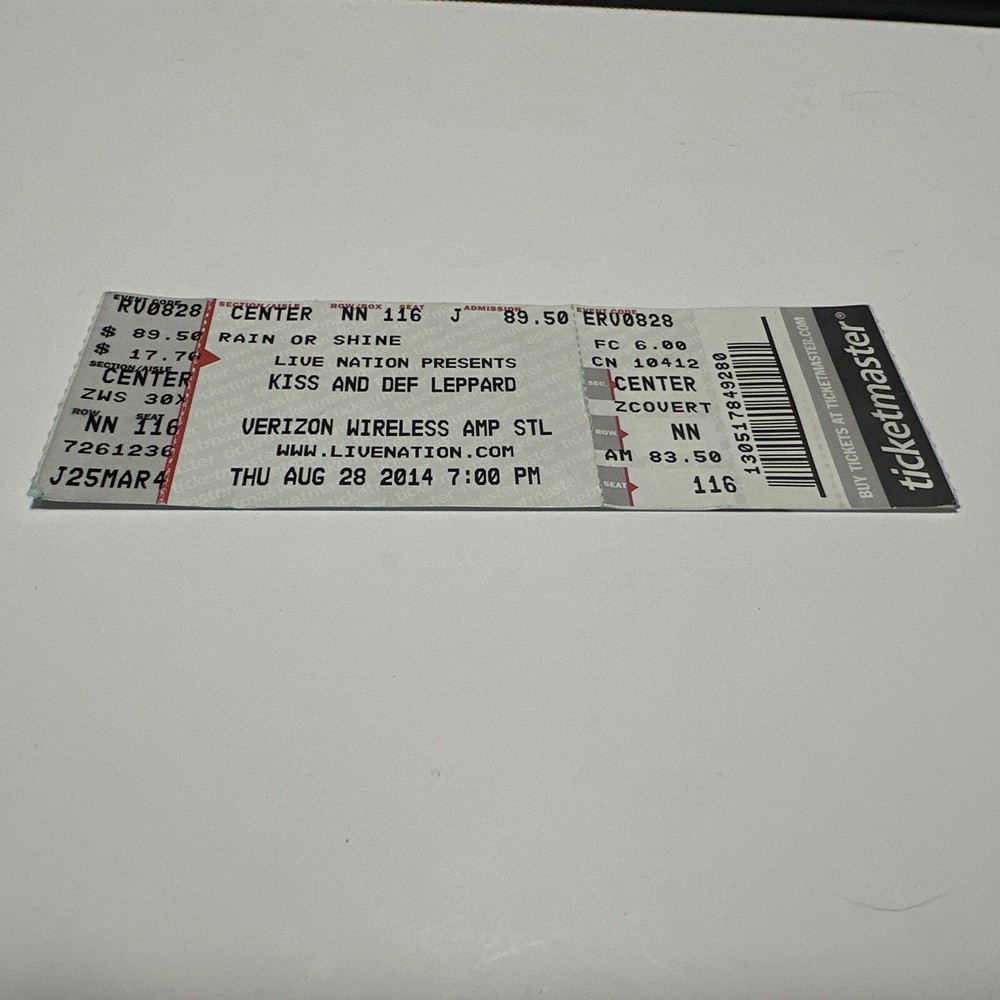 EVENT CODE
RV0828
$ 89.50
$ 17.70
SECTION/AISLE
CENTER
ZWS 30X
ROW SEAT
NN 116
7261236
J25MAR4
SECTION/AISLE ROW/BOX SEAT ADMISSION
CENTER NN 116 J 89.50
RAIN OR SHINE
LIVE NATION PRESENTS
KISS AND DEF LEPPARD
VERIZON WIRELESS AMP STL
WWW.LIVENATION.COM
THU AUG 28 2014 7:00 PM
EVENT CODE
ERV0828
FC 6.00
CN 10412
SEC. CENTER
ZCOVERT
ROW NN
AM 83.50
SEAT 116
130517849280
BUY TICKETS AT TICKETMASTER.COM
ticketmaster®